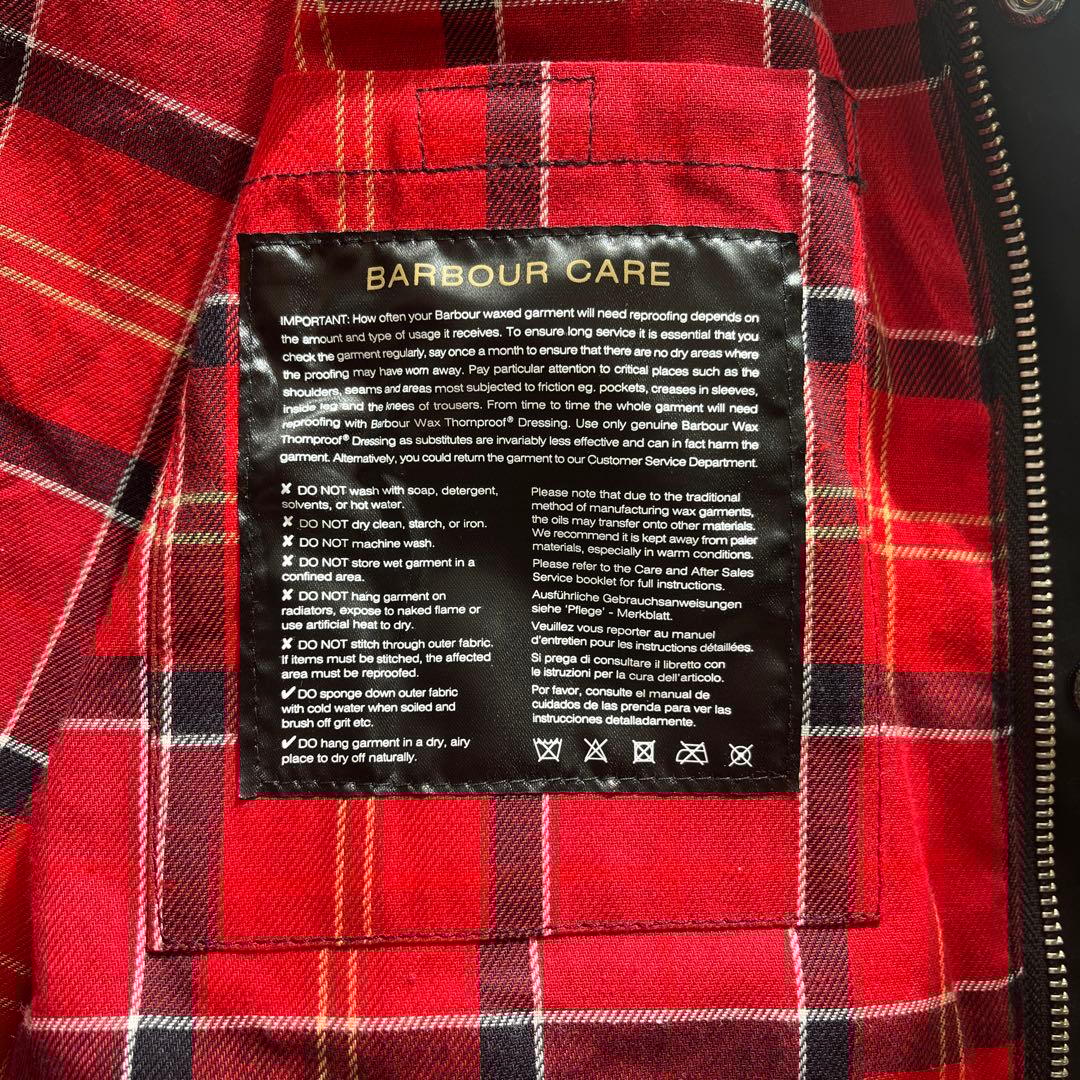 BARBOUR CARE
IMPORTANT: How often your Barbour waxed garment will need reproofing depends on
the amount and type of usage it receives. To ensure long service it is essential that you
check the garment regularly, say once a month to ensure that there are no dry areas where
the proofing may have worn away. Pay particular attention to critical places such as the
shoulders, seams and areas most subjected to friction eg. pockets, creases in sleeves,
inside leg and the knees of trousers. From time to time the whole garment will need
reproofing with Barbour Wax Thornproof® Dressing. Use only genuine Barbour Wax
Thornproof® Dressing as substitutes are invariably less effective and can in fact harm the
garment. Alternatively, you could return the garment to our Customer Service Department.
✘ DO NOT wash with soap, detergent,
solvents, or hot water.
✘ DO NOT dry clean, starch, or iron.
✘ DO NOT machine wash.
✘ DO NOT store wet garment in a
confined area.
✘ DO NOT hang garment on
radiators, expose to naked flame or
use artificial heat to dry.
✘ DO NOT stitch through outer fabric.
If items must be stitched, the affected
area must be reproofed.
✔ DO sponge down outer fabric
with cold water when soiled and
brush off grit etc.
✔ DO hang garment in a dry, airy
place to dry off naturally.
Please note that due to the traditional
method of manufacturing wax garments,
the oils may transfer onto other materials.
We recommend it is kept away from paler
materials, especially in warm conditions.
Please refer to the Care and After Sales
Service booklet for full instructions.
Ausführliche Gebrauchsanweisungen
siehe 'Pflege' - Merkblatt.
Veuillez vous reporter au manuel
d'entretien pour les instructions détaillées.
Si prega di consultare il libretto con
le istruzioni per la cura dell'articolo.
Por favor, consulte el manual de
cuidados de las prenda para ver las
instrucciones detalladamente.